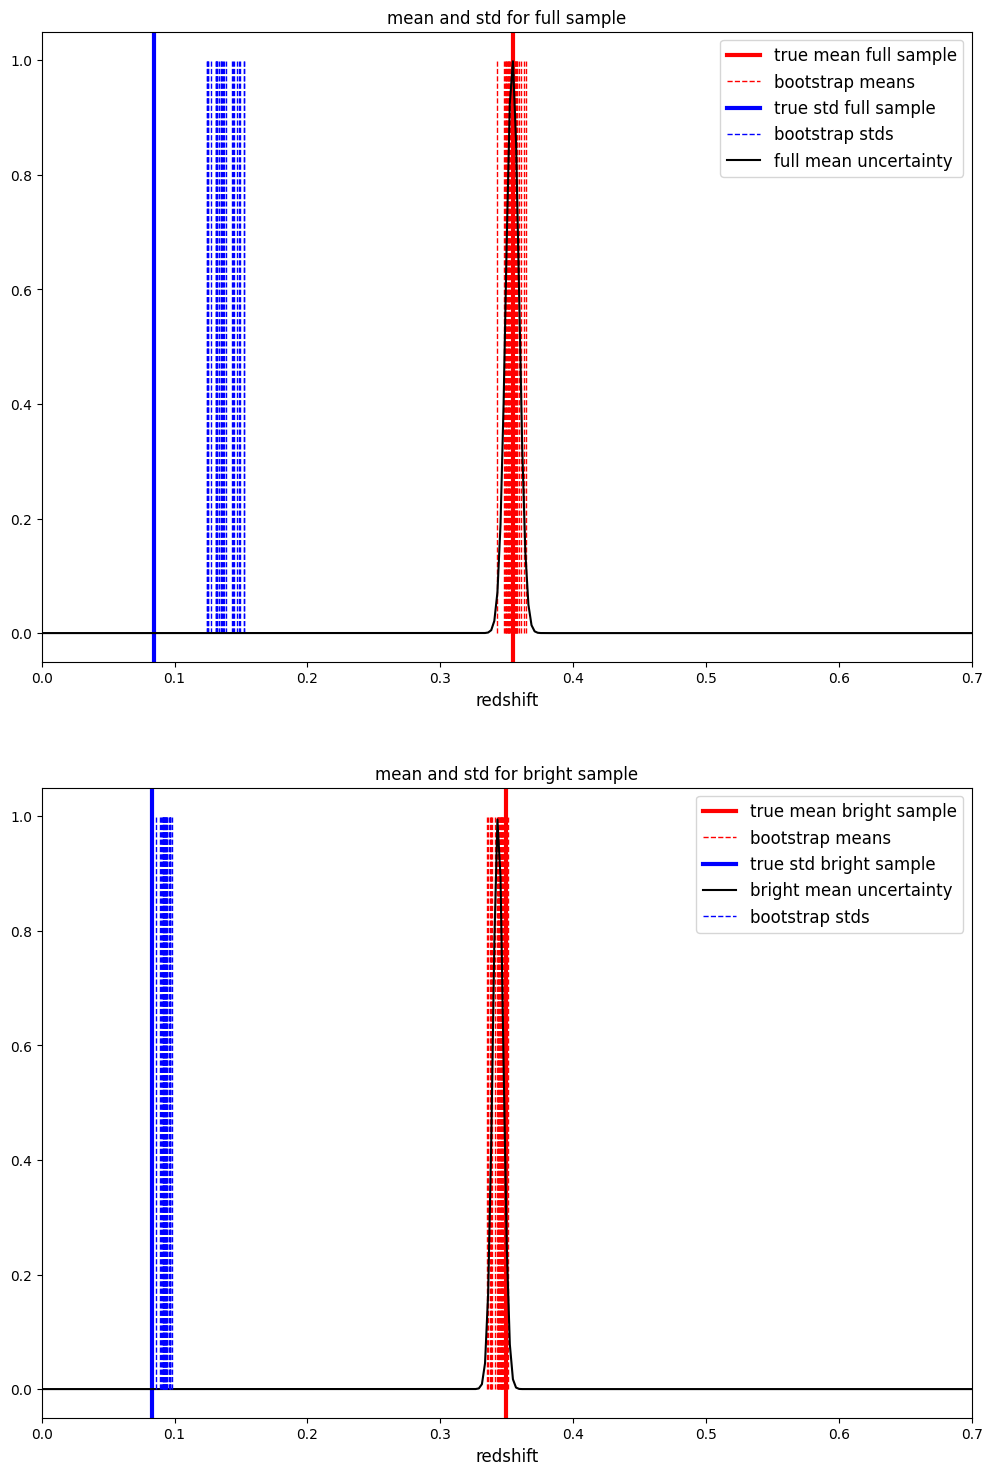 mean and std for full sample
true mean full sample
bootstrap means
true std full sample
bootstrap stds
full mean uncertainty
1.0
0.8
0.6
0.4
0.2
0.0
0.0 0.1 0.2 0.3 0.4 0.5 0.6 0.7
redshift
mean and std for bright sample
true mean bright sample
bootstrap means
true std bright sample
bright mean uncertainty
bootstrap stds
1.0
0.8
0.6
0.4
0.2
0.0
0.0 0.1 0.2 0.3 0.4 0.5 0.6 0.7
redshift